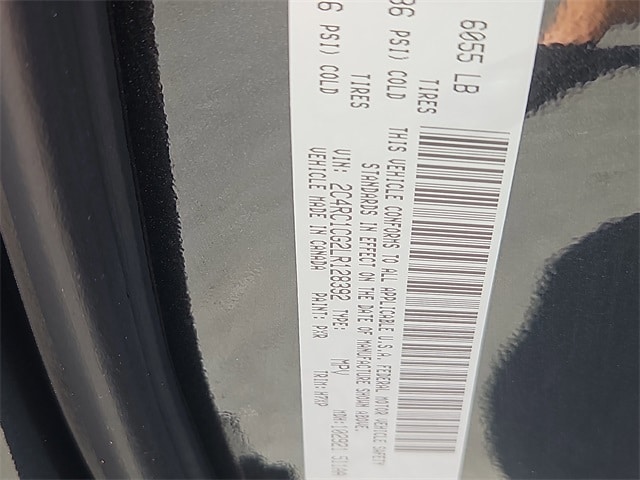 6055 LB
TIRES
36 PSI) COLD
TIRES
6 PSI) COLD
THIS VEHICLE CONFORMS TO ALL APPLICABLE U.S.A. FEDERAL MOTOR VEHICLE SAFETY
STANDARDS IN EFFECT ON THE DATE OF MANUFACTURE SHOWN ABOVE.
VIN: 2C4RC1CG2LR128392 TYPE: MPV
VEHICLE MADE IN CANADA PAINT: PXR TRIM: